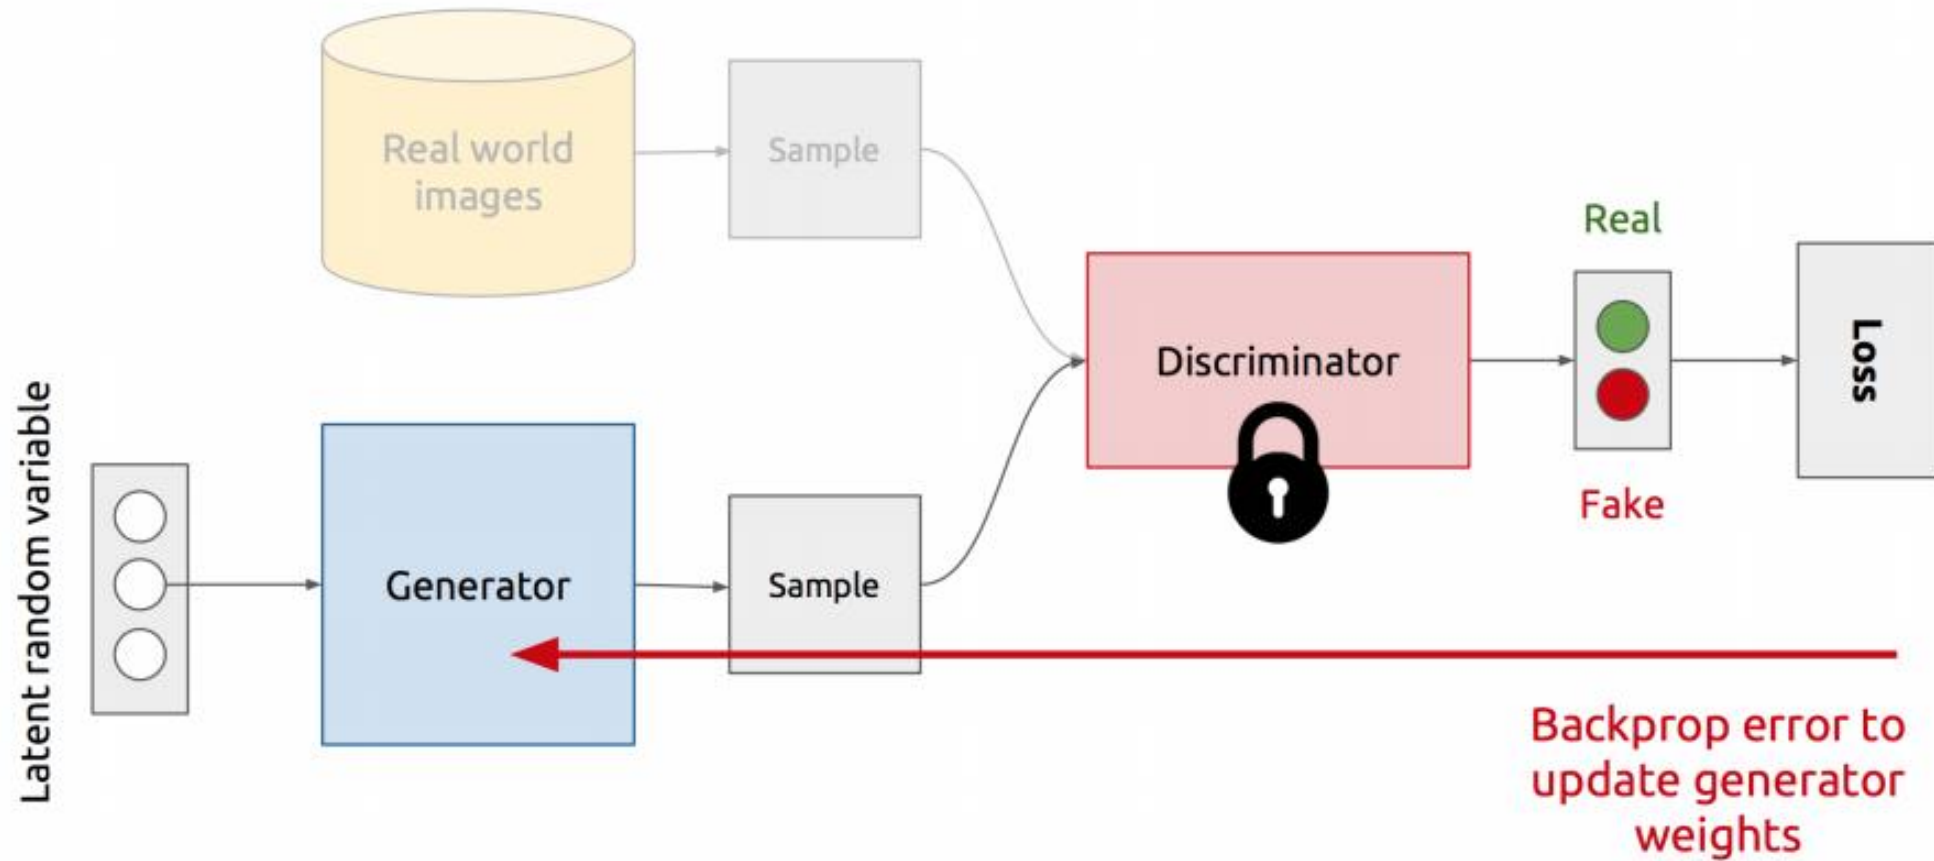 Real world
images
Sample
Real
Discriminator
Loss
Fake
Latent random variable
Generator
Sample
Backprop error to
update generator
weights